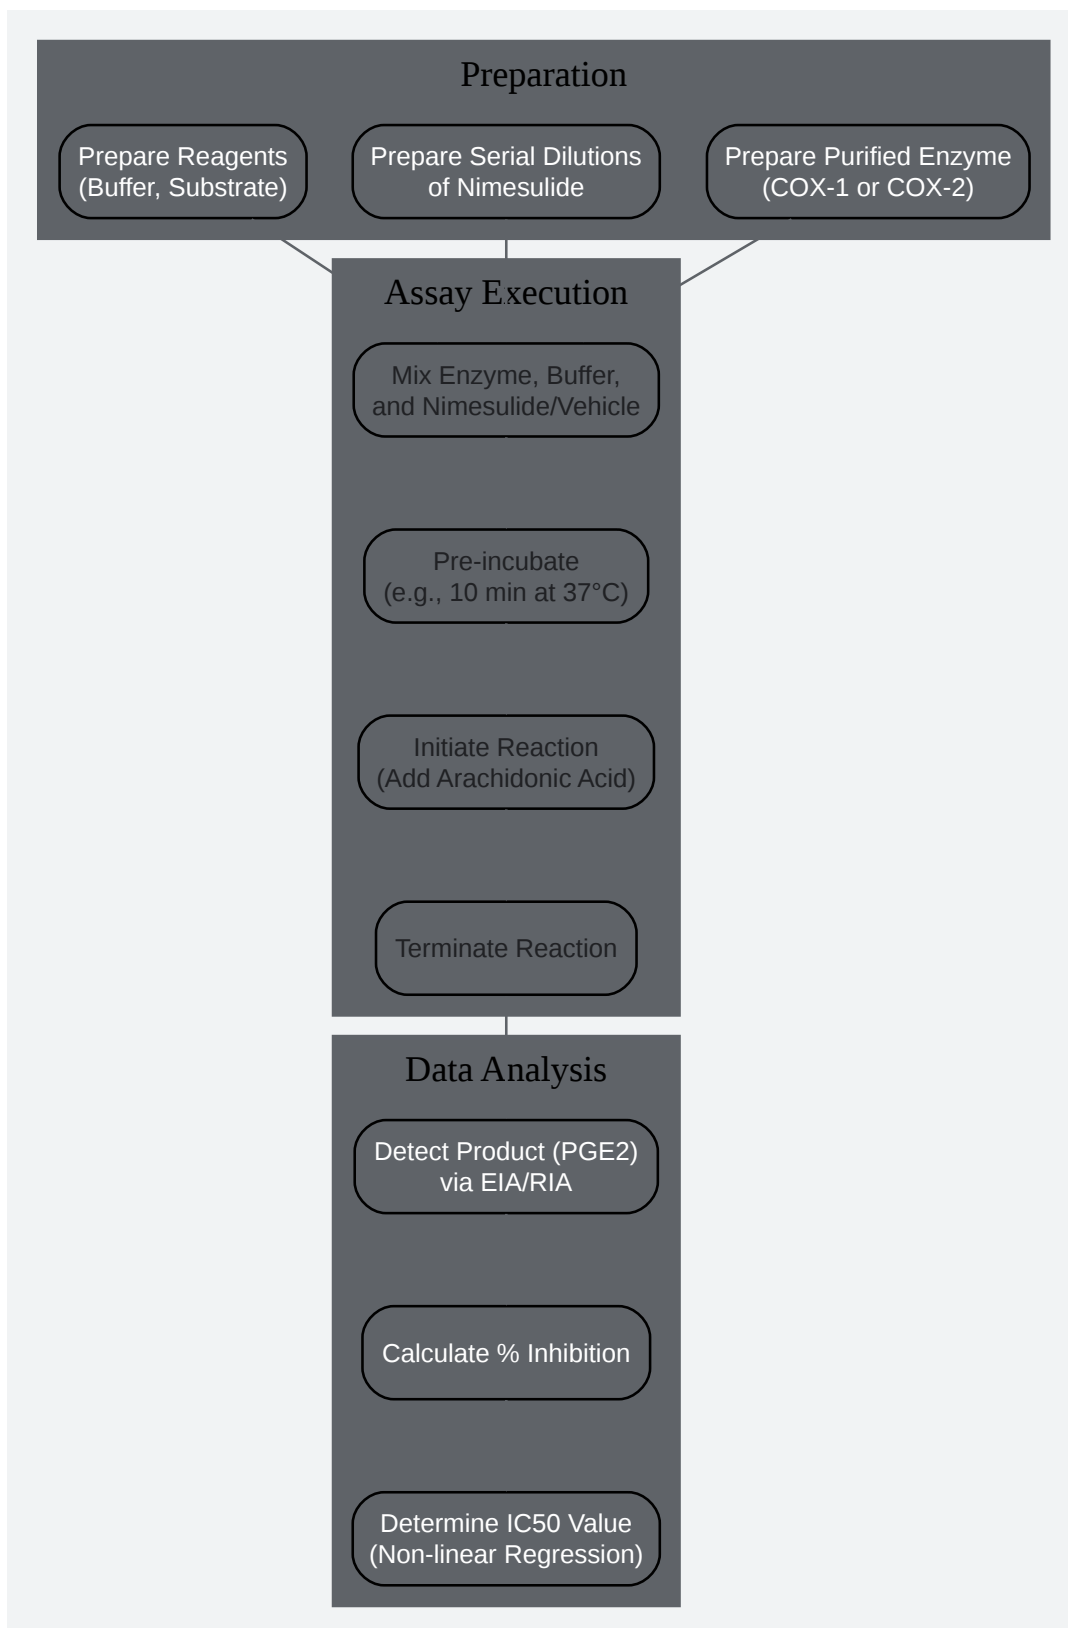 Preparation
Prepare Reagents
(Buffer, Substrate)
Prepare Serial Dilutions
of Nimesulide
Prepare Purified Enzyme
(COX-1 or COX-2)
Assay Execution
Mix Enzyme, Buffer,
and Nimesulide/Vehicle
Pre-incubate
(e.g., 10 min at 37°C)
Initiate Reaction
(Add Arachidonic Acid)
Terminate Reaction
Data Analysis
Detect Product (PGE2)
via EIA/RIA
Calculate % Inhibition
Determine IC50 Value
(Non-linear Regression)